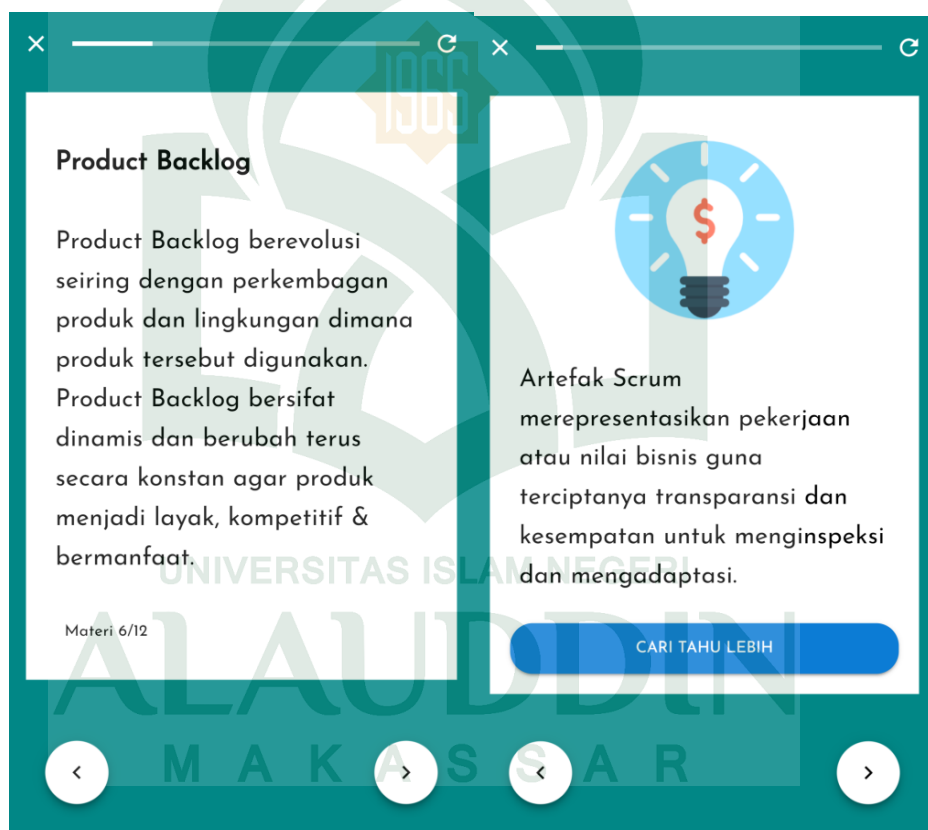 Product Backlog
Product Backlog berevolusi
seiring dengan perkembagan
produk dan lingkungan dimana
produk tersebut digunakan.
Product Backlog bersifat
dinamis dan berubah terus
secara konstan agar produk
menjadi layak, kompetitif &
bermanfaat.
Materi 6/12
$
Artefak Scrum
merepresentasikan pekerjaan
atau nilai bisnis guna
terciptanya transparansi dan
kesempatan untuk menginspeksi
dan mengadaptasi.
CARI TAHU LEBIH
1965
UNIVERSITAS ISLAM NEGERI
ALAUDDIN
MAKASSAR